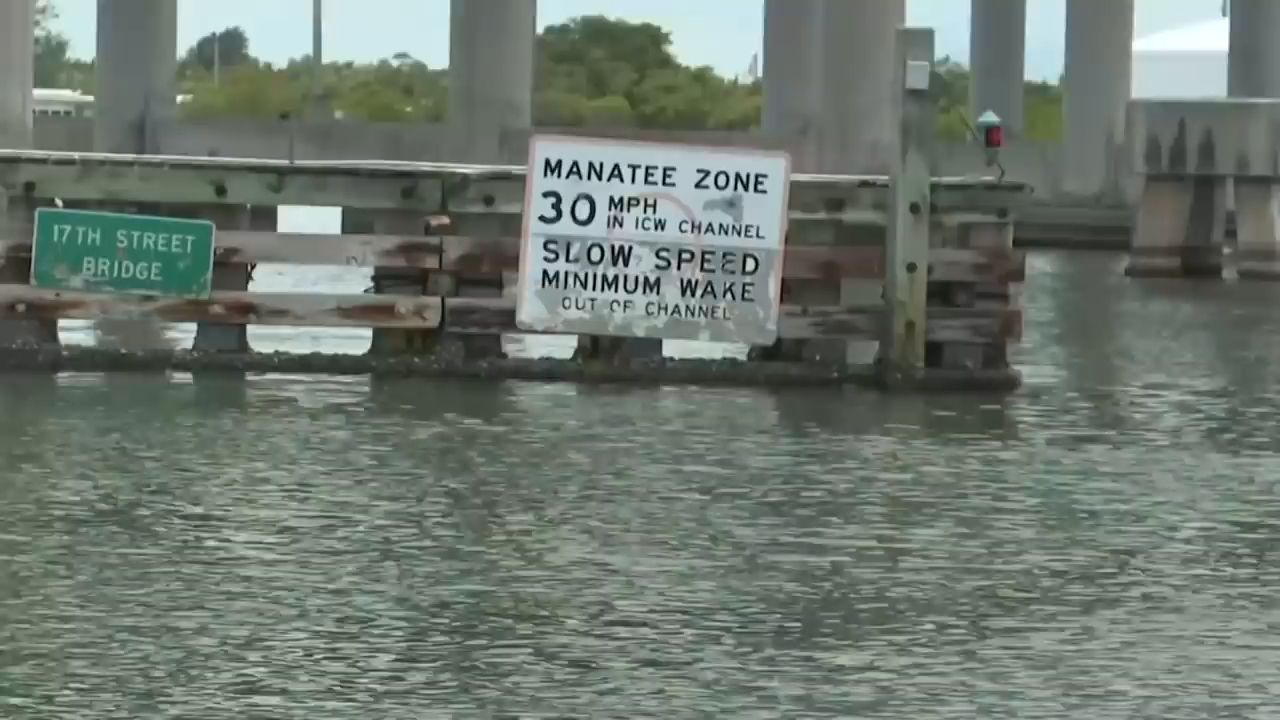 17TH STREET
BRIDGE
MANATEE ZONE
30 MPH
IN ICW CHANNEL
SLOW SPEED
MINIMUM WAKE
OUT OF CHANNEL